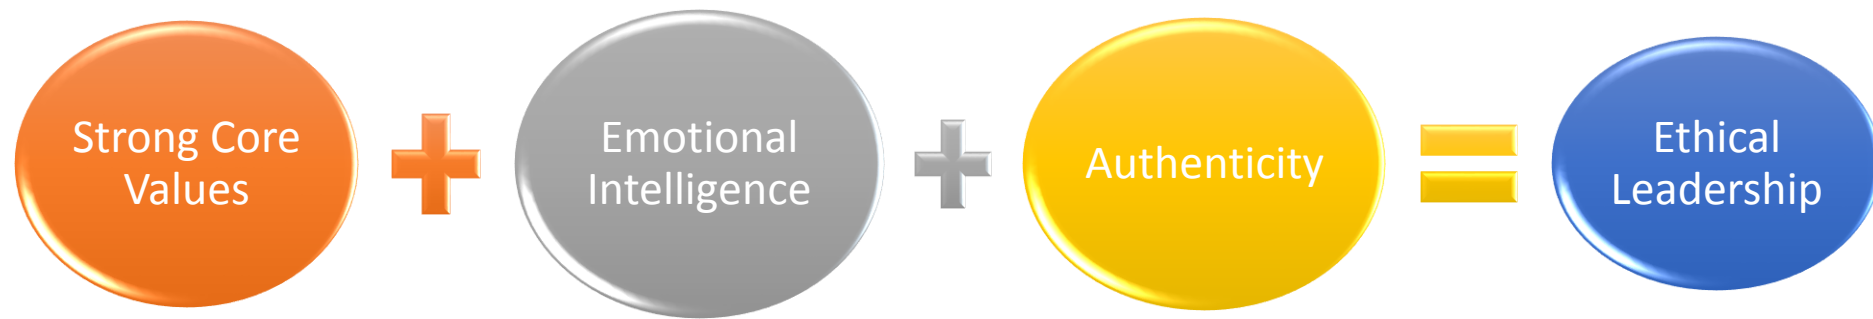 Strong Core
Values
+
Emotional
Intelligence
+
Authenticity
=
Ethical
Leadership